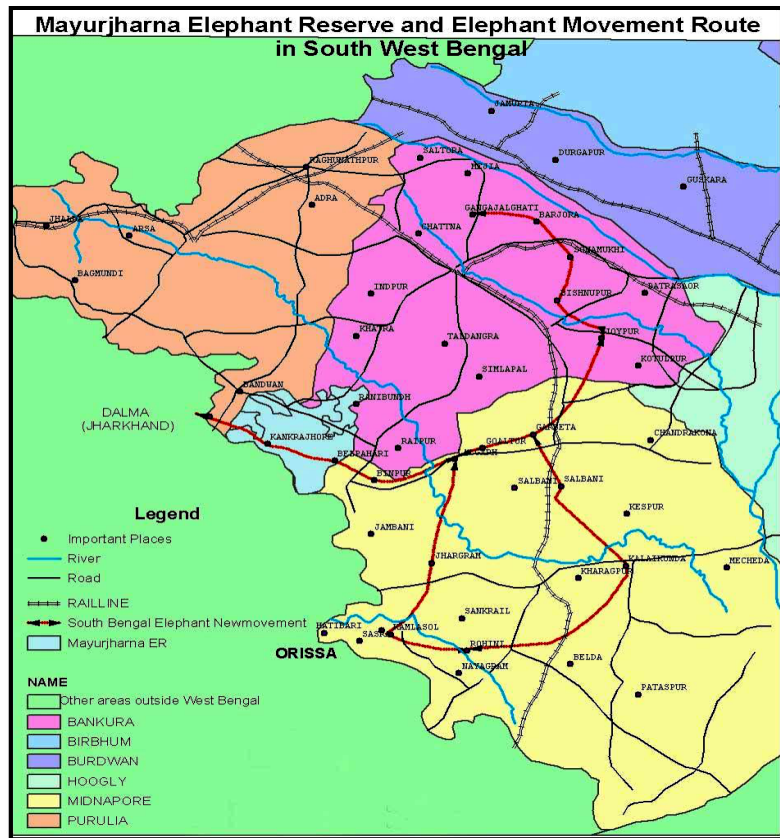 Mayurjharna Elephant Reserve and Elephant Movement Route
in South West Bengal
JAMURIA
SALTORA
DURGAPUR
RAGHUNATHPUR
MEJIA
GUSKARA
ADRA
GANGAJALGHATI
BARJORA
JHALDA
ARSA
CHATTNA
SONAMUKHI
BAGMUNDI
INDPUR
BISHNUPUR
PATRASAOR
KHATRA
TALDANGRA
JOYPUR
KOTULPUR
SIMLAPAL
BANDWAN
RANIBUNDH
DALMA
(JHARKHAND)
KANKRAJHORE
RAIPUR
GOALTOR
GARBETA
CHANDRAKONA
BELPAHARI
BINPUR
SALBANI
SALBANI
KESPUR
JAMBANI
JHARGRAM
KALAIKUNDA
MECHEDA
KHARAGPUR
SANKRAIL
HATIBARI
RAMLASOL
ORISSA
ROHINI
NAYAGRAM
BELDA
PATASPUR
Legend
Important Places
River
Road
RAILLINE
South Bengal Elephant Newmovement
Mayurjharna ER
NAME
Other areas outside West Bengal
BANKURA
BIRBHUM
BURDWAN
HOOGLY
MIDNAPORE
PURULIA